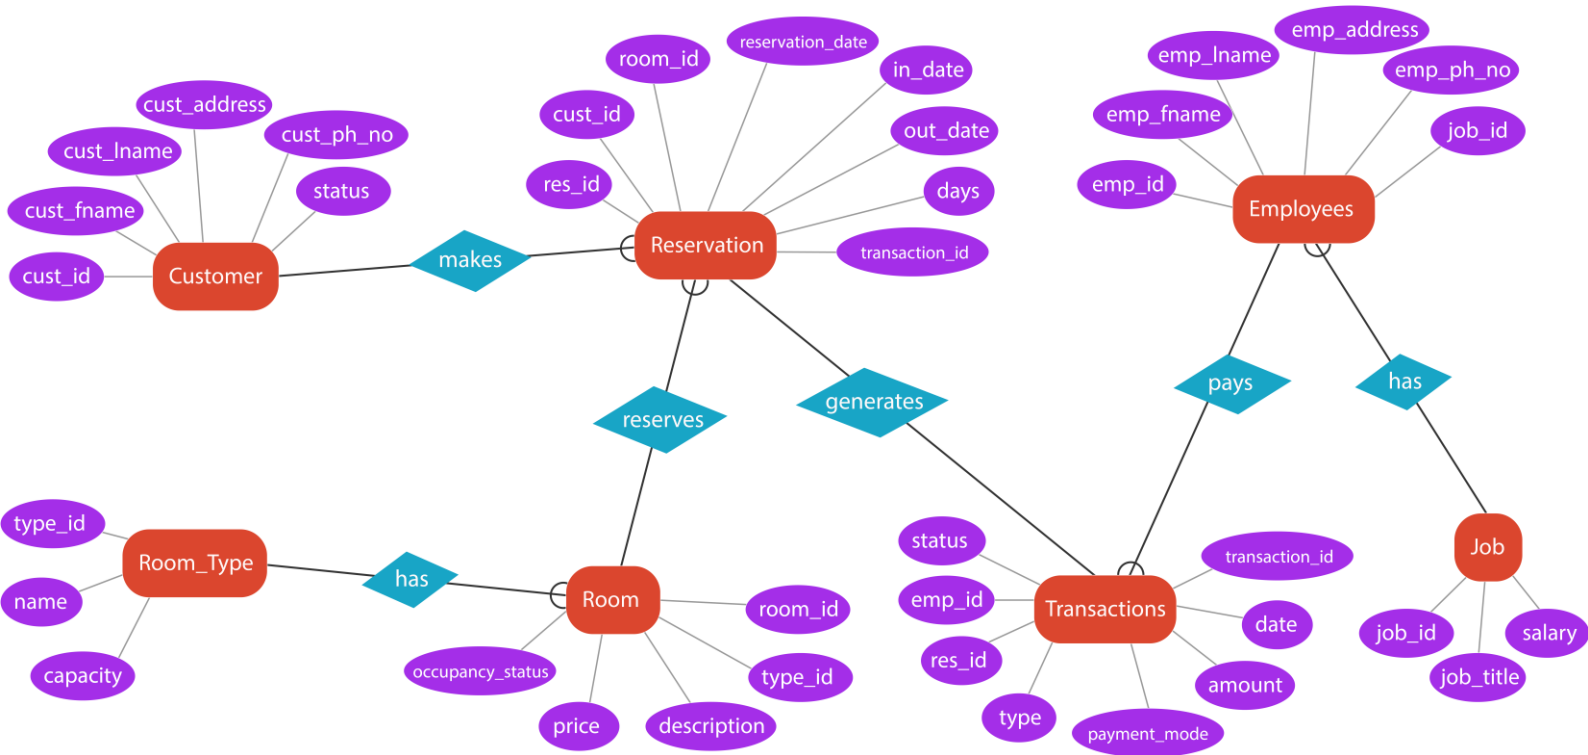 emp_address
reservation_date
emp_lname
room_id
in_date
emp_ph_no
cust_address
cust_id
emp_fname
out_date
job_id
cust_ph_no
cust_lname
res_id
emp_id
status
days
cust_fname
Employees
Reservation
transaction_id
makes
cust_id
Customer
pays
has
generates
reserves
type_id
status
Job
transaction_id
Room_Type
has
name
Room
room_id
emp_id
Transactions
date
job_id
salary
res_id
occupancy_status
capacity
type_id
amount
job_title
type
price
description
payment_mode